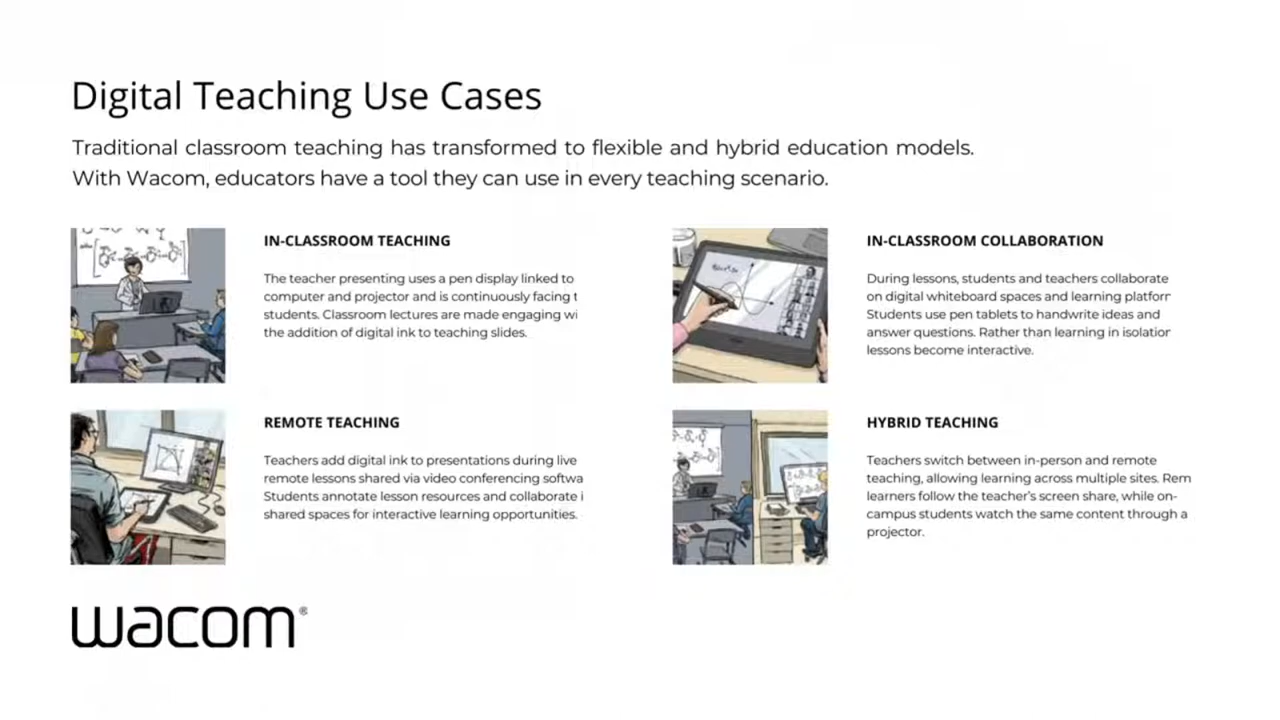 Digital Teaching Use Cases
Traditional classroom teaching has transformed to flexible and hybrid education models.
With Wacom, educators have a tool they can use in every teaching scenario.
IN-CLASSROOM TEACHING
The teacher presenting uses a pen display linked to
computer and projector and is continuously facing t
students. Classroom lectures are made engaging wi
the addition of digital ink to teaching slides.
IN-CLASSROOM COLLABORATION
During lessons, students and teachers collaborate
on digital whiteboard spaces and learning platforr
Students use pen tablets to handwrite ideas and
answer questions. Rather than learning in isolatior
lessons become interactive.
REMOTE TEACHING
Teachers add digital ink to presentations during live
remote lessons shared via video conferencing softwa
Students annotate lesson resources and collaborate i
shared spaces for interactive learning opportunities.
HYBRID TEACHING
Teachers switch between in-person and remote
teaching, allowing learning across multiple sites. Rem
learners follow the teacher's screen share, while on-
campus students watch the same content through a
projector.
wacom®